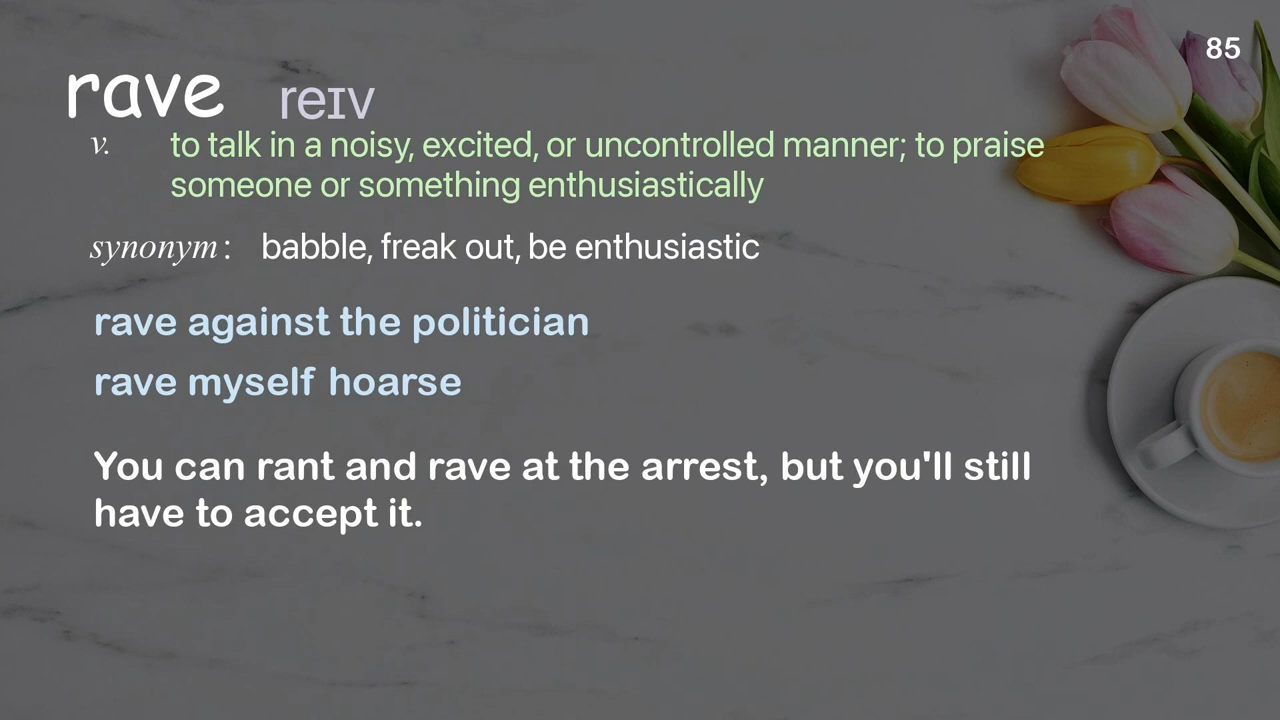 85
rave reɪv
v. to talk in a noisy, excited, or uncontrolled manner; to praise
someone or something enthusiastically
synonym: babble, freak out, be enthusiastic
rave against the politician
rave myself hoarse
You can rant and rave at the arrest, but you'll still
have to accept it.